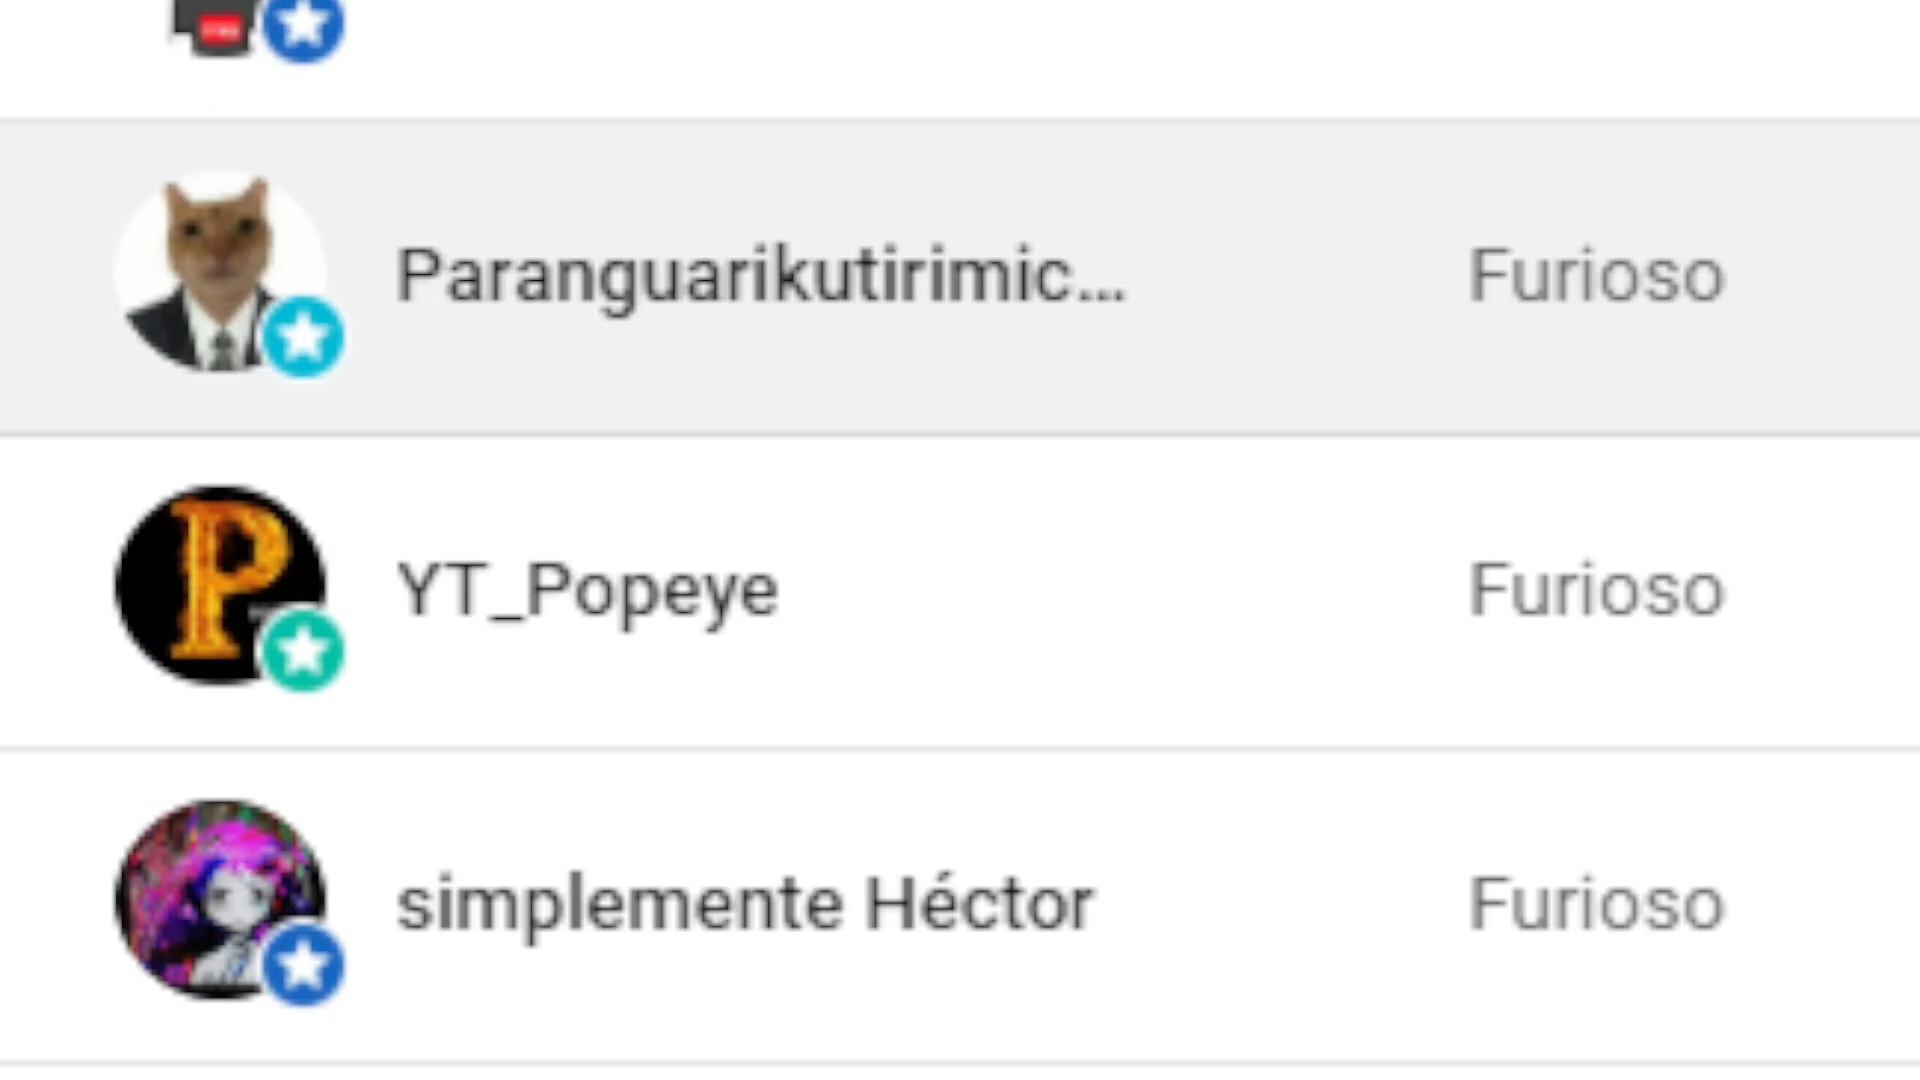 Paranguarikutirimic... Furioso
P
YT_Popeye Furioso
simplemente Héctor Furioso